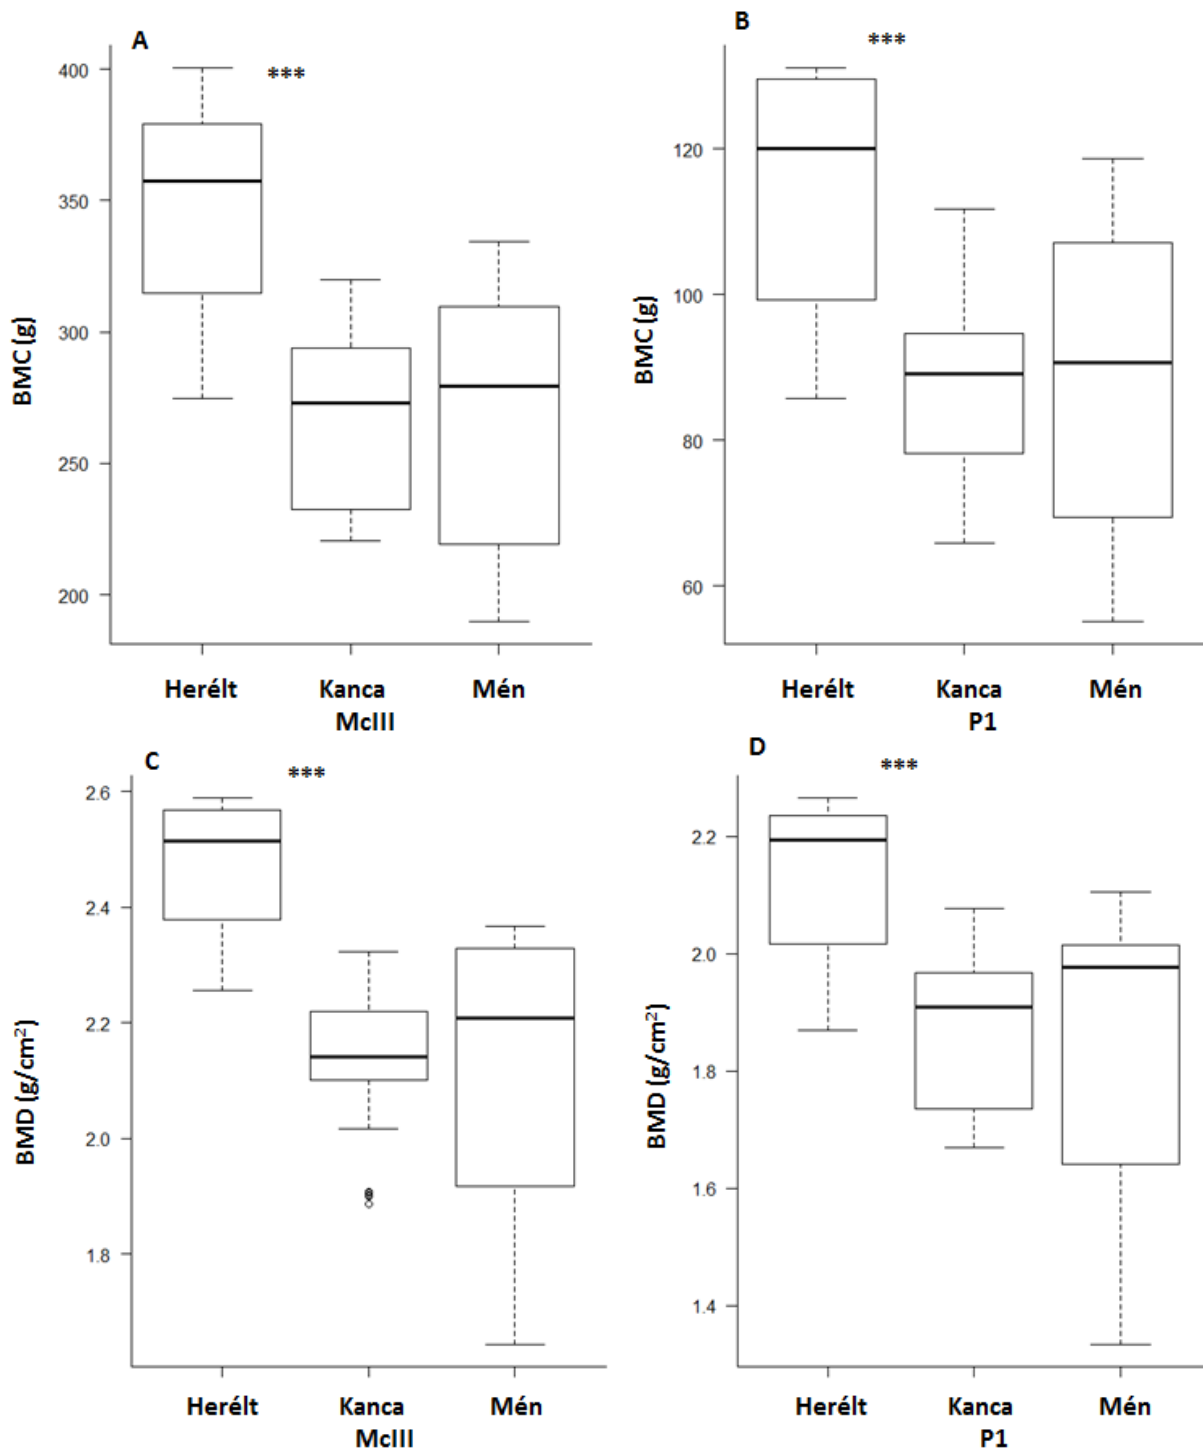 A
***
400
350
300
250
200
BMC (g)
Herélt Kanca Mén
McIII
B
***
120
100
80
60
BMC (g)
Herélt Kanca Mén
P1
C
***
2.6
2.4
2.2
2.0
1.8
BMD (g/cm²)
Herélt Kanca Mén
McIII
D
***
2.2
2.0
1.8
1.6
1.4
BMD (g/cm²)
Herélt Kanca Mén
P1